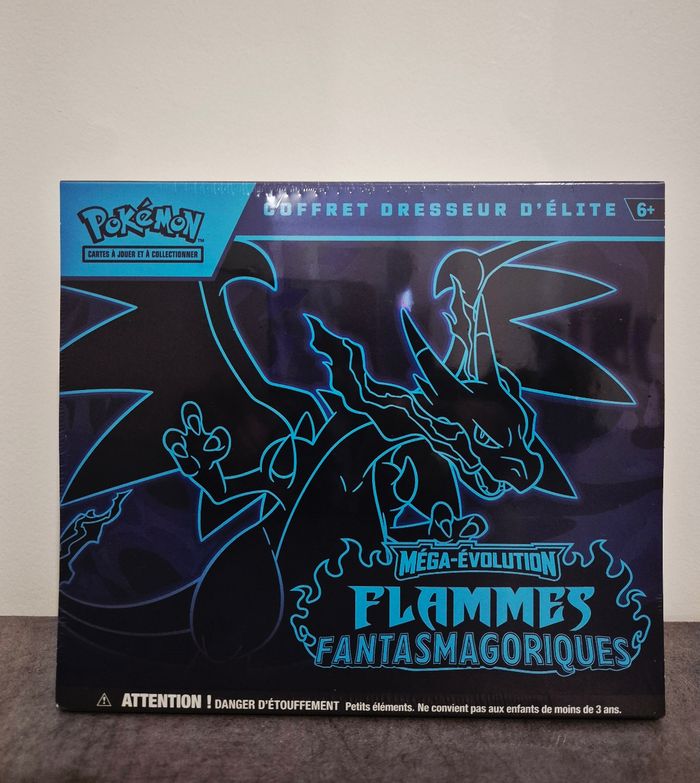 POKéMON™
COFFRET DRESSEUR D'ÉLITE 6+
CARTES À JOUER ET À COLLECTIONNER
MÉGA-ÉVOLUTION
FLAMMES
FANTASMAGORIQUES
ATTENTION ! DANGER D'ÉTOUFFEMENT Petits éléments. Ne convient pas aux enfants de moins de 3 ans.